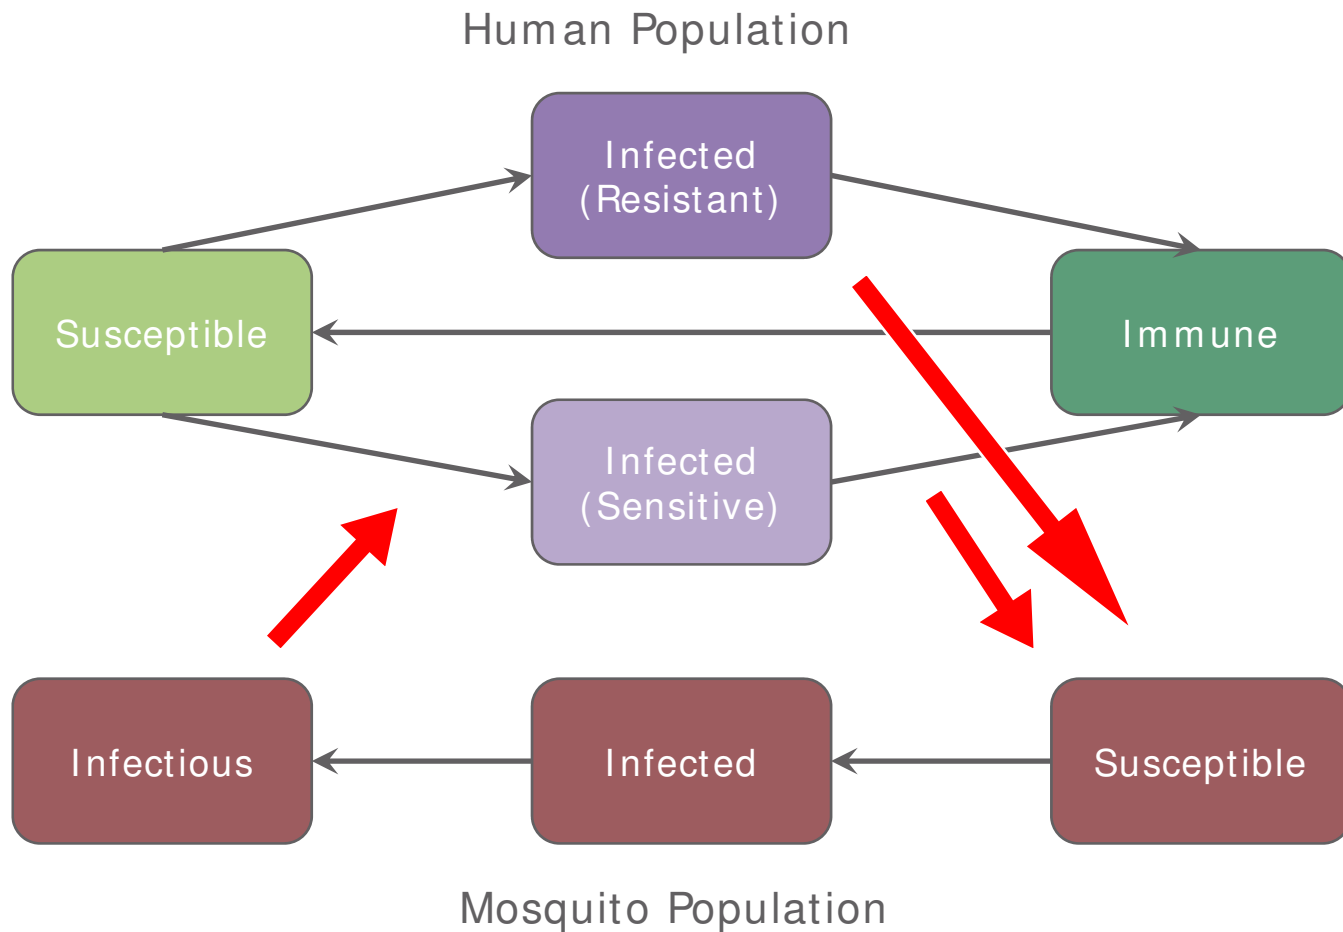 Human Population
Infected
(Resistant)
Susceptible
Immune
Infected
(Sensitive)
Infectious
Infected
Susceptible
Mosquito Population